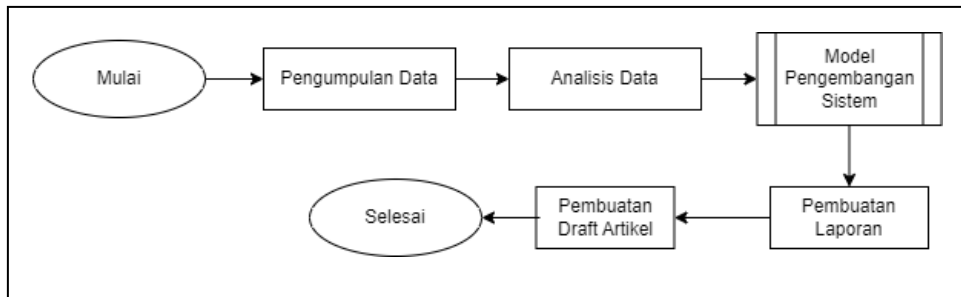 Mulai
Pengumpulan Data
Analisis Data
Model
Pengembangan
Sistem
Pembuatan
Laporan
Pembuatan
Draft Artikel
Selesai